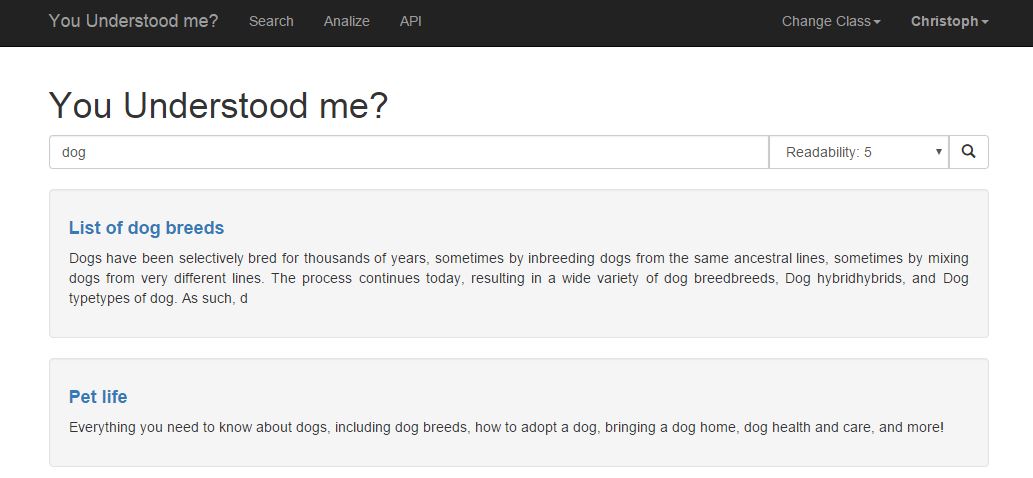 You Understood me? Search Analize API Change Class Christoph
You Understood me?
dog Readability: 5
List of dog breeds
Dogs have been selectively bred for thousands of years, sometimes by inbreeding dogs from the same ancestral lines, sometimes by mixing
dogs from very different lines. The process continues today, resulting in a wide variety of dog breedbreeds, Dog hybridhybrids, and Dog
typetypes of dog. As such, d
Pet life
Everything you need to know about dogs, including dog breeds, how to adopt a dog, bringing a dog home, dog health and care, and more!